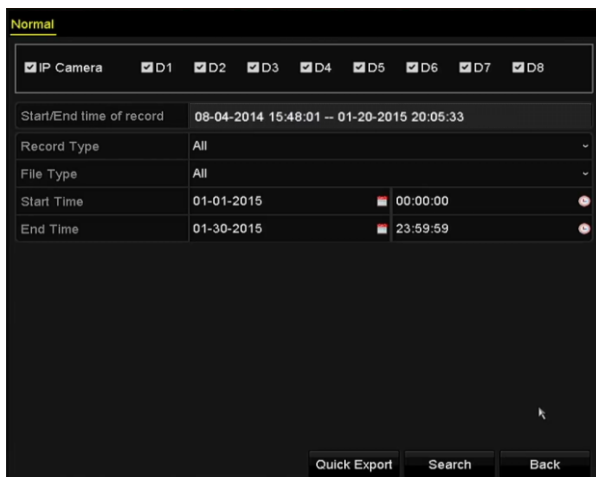 Normal
IP Camera D1 D2 D3 D4 D5 D6 D7 D8
Start/End time of record 08-04-2014 15:48:01 -- 01-20-2015 20:05:33
Record Type All
File Type All
Start Time 01-01-2015 00:00:00
End Time 01-30-2015 23:59:59
Quick Export Search Back